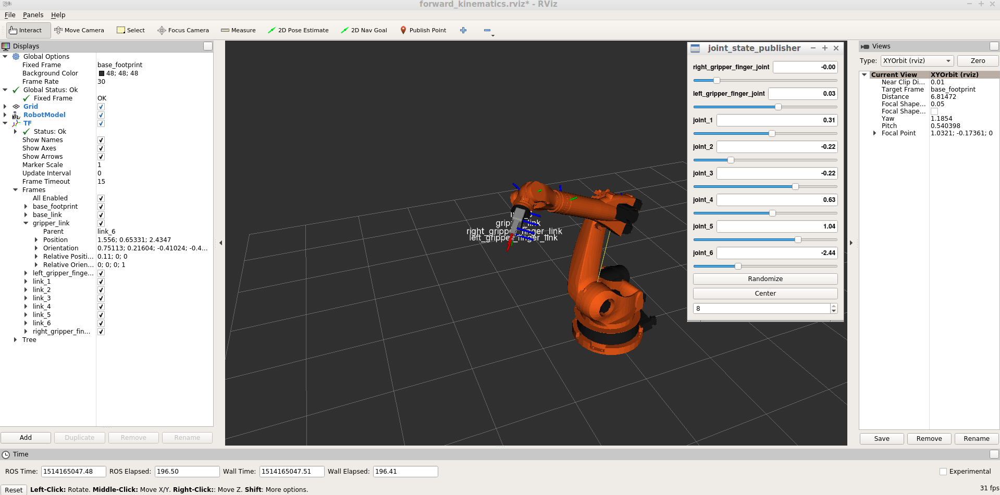 forward_kinematics.rviz* - RViz
File Panels Help
Interact Move Camera Select Focus Camera Measure 2D Pose Estimate 2D Nav Goal Publish Point
Displays
Global Options
Fixed Frame base_footprint
Background Color 48; 48; 48
Frame Rate 30
Global Status: Ok
Fixed Frame OK
Grid
RobotModel
TF
Status: Ok
Show Names
Show Axes
Show Arrows
Marker Scale 1
Update Interval 0
Frame Timeout 15
Frames
All Enabled
base_footprint
base_link
gripper_link
Parent link_6
Position 1.556; 0.65331; 2.4347
Orientation 0.75113; 0.21604; -0.41024; -0.4...
Relative Positi... 0.11; 0; 0
Relative Orien... 0; 0; 0; 1
left_gripper_finge...
link_1
link_2
link_3
link_4
link_5
link_6
right_gripper_fin...
Tree
Add Duplicate Remove Rename
right_gripper_finger_link
left_gripper_finger_link
joint_state_publisher
right_gripper_finger_joint -0.00
left_gripper_finger_joint 0.03
joint_1 0.31
joint_2 -0.22
joint_3 -0.22
joint_4 0.63
joint_5 1.04
joint_6 -2.44
Randomize
Center
8
Views
Type: XYOrbit (rviz) Zero
Current View XYOrbit (rviz)
Near Clip Di... 0.01
Target Frame base_footprint
Distance 6.81472
Focal Shape... 0.05
Focal Shape...
Yaw 1.1854
Pitch 0.540398
Focal Point 1.0321; -0.17361; 0
Save Remove Rename
Time
ROS Time: 1514165047.48 ROS Elapsed: 196.50 Wall Time: 1514165047.51 Wall Elapsed: 196.41 Experimental
Reset Left-Click: Rotate. Middle-Click: Move X/Y. Right-Click:: Move Z. Shift: More options. 31 fps